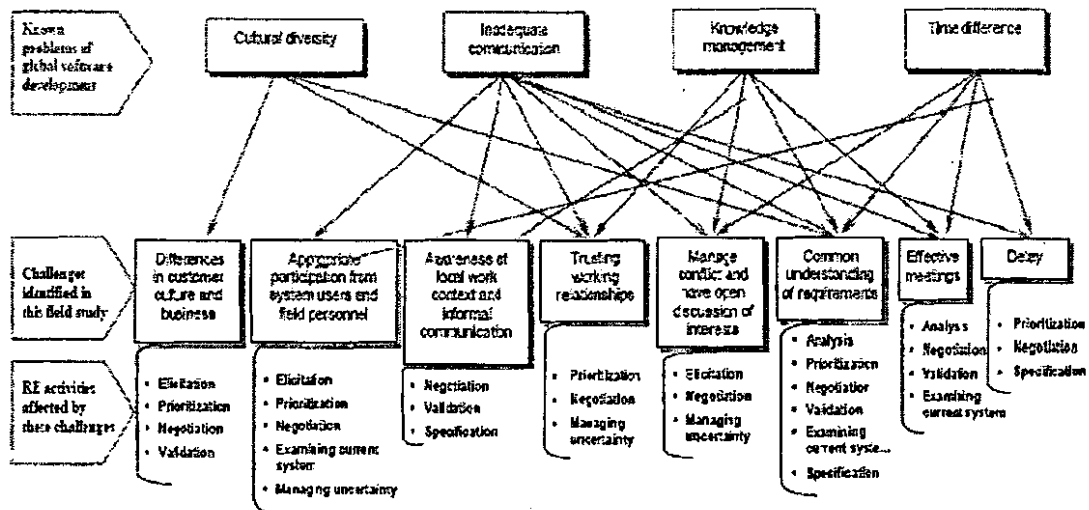 Known
problems of
global software
development
Cultural diversity
Inadequate
communication
Knowledge
management
Time difference
Challenges
identified in
this field study
Differences
in customer
culture and
business
Appropriate
participation from
system users and
field personnel
Awareness of
local work
context and
informal
communication
Trusting
working
relationships
Manage
conflict and
have open
discussion of
interests
Common
understanding
of requirements
Effective
meetings
Delay
RE activities
affected by
these challenges
• Elicitation
• Prioritization
• Negotiation
• Validation
• Elicitation
• Prioritization
• Negotiation
• Examining current
system
• Managing uncertainty
• Negotiation
• Validation
• Specification
• Prioritization
• Negotiation
• Managing
uncertainty
• Elicitation
• Negotiation
• Managing
uncertainty
• Analysis
• Prioritization
• Negotiation
• Validation
• Examining
current syste...
• Specification
• Analysis
• Negotiation
• Validation
• Examining
current system
• Prioritization
• Negotiation
• Specification